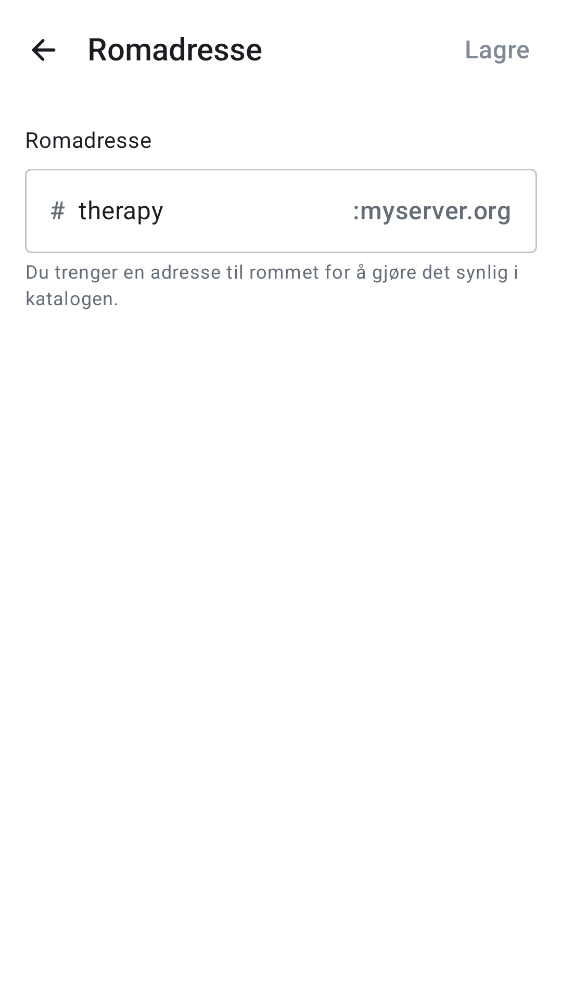 Romadresse Lagre
Romadresse
# therapy :myserver.org
Du trenger en adresse til rommet for å gjøre det synlig i
katalogen.